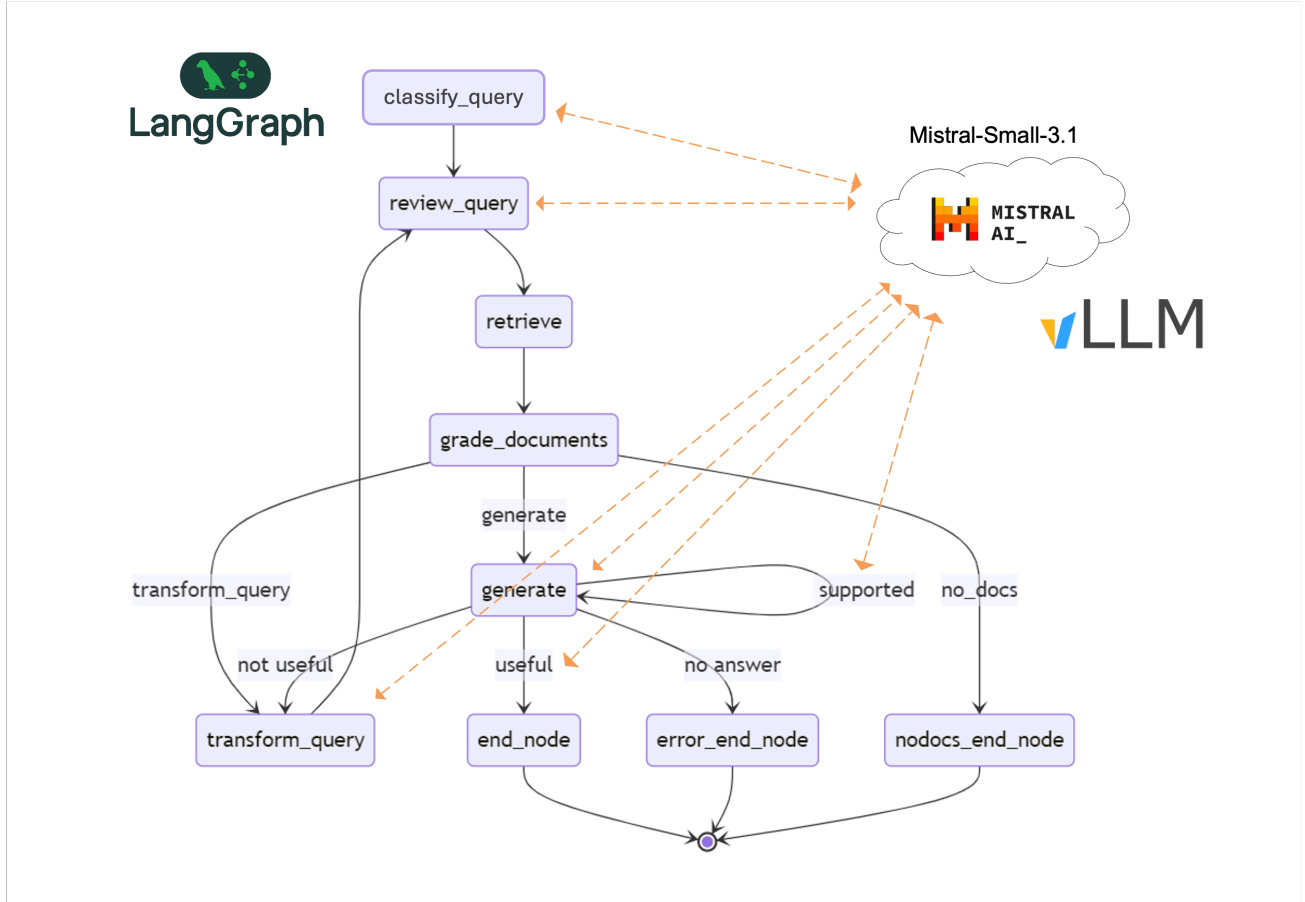 LangGraph
classify_query
Mistral-Small-3.1
review_query
MISTRAL
AI_
retrieve
vLLM
grade_documents
generate
transform_query
generate
supported
no_docs
not useful
useful
no answer
transform_query
end_node
error_end_node
nodocs_end_node